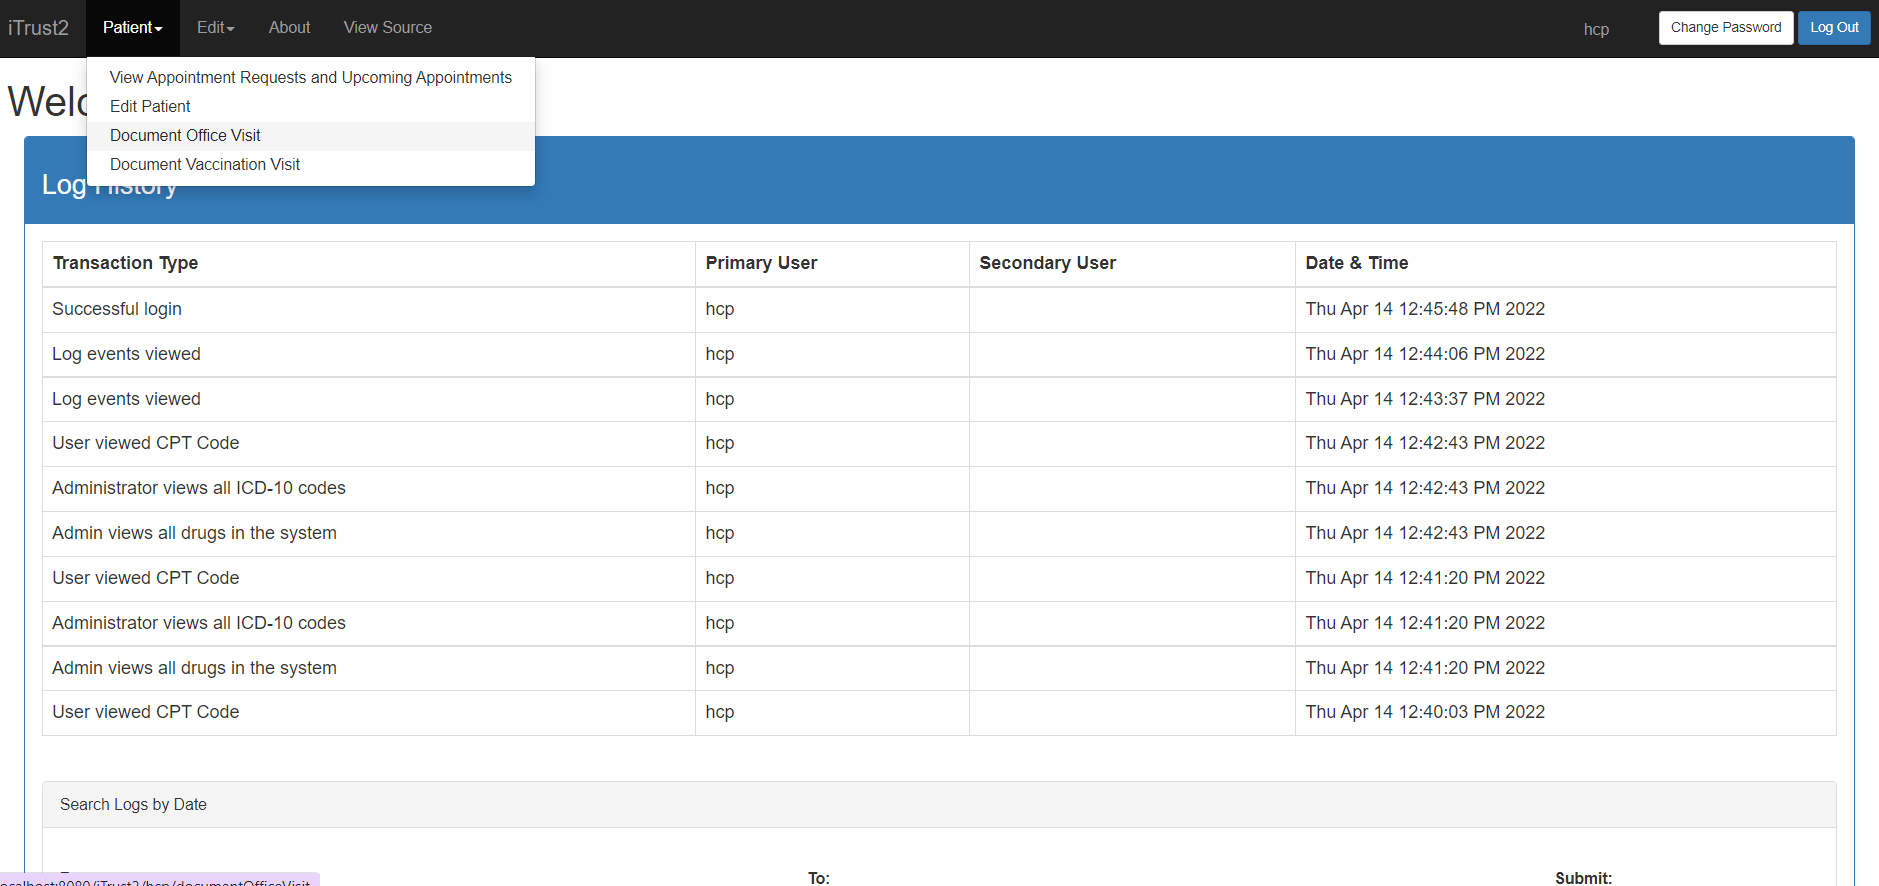 iTrust2 Patient Edit About View Source hcp Change Password Log Out
View Appointment Requests and Upcoming Appointments
Edit Patient
Document Office Visit
Document Vaccination Visit
Log History
Transaction Type Primary User Secondary User Date & Time
Successful login hcp Thu Apr 14 12:45:48 PM 2022
Log events viewed hcp Thu Apr 14 12:44:06 PM 2022
Log events viewed hcp Thu Apr 14 12:43:37 PM 2022
User viewed CPT Code hcp Thu Apr 14 12:42:43 PM 2022
Administrator views all ICD-10 codes hcp Thu Apr 14 12:42:43 PM 2022
Admin views all drugs in the system hcp Thu Apr 14 12:42:43 PM 2022
User viewed CPT Code hcp Thu Apr 14 12:41:20 PM 2022
Administrator views all ICD-10 codes hcp Thu Apr 14 12:41:20 PM 2022
Admin views all drugs in the system hcp Thu Apr 14 12:41:20 PM 2022
User viewed CPT Code hcp Thu Apr 14 12:40:03 PM 2022
Search Logs by Date
To: Submit:
localhost:8080/iTrust2/hcp/documentOfficeVisit